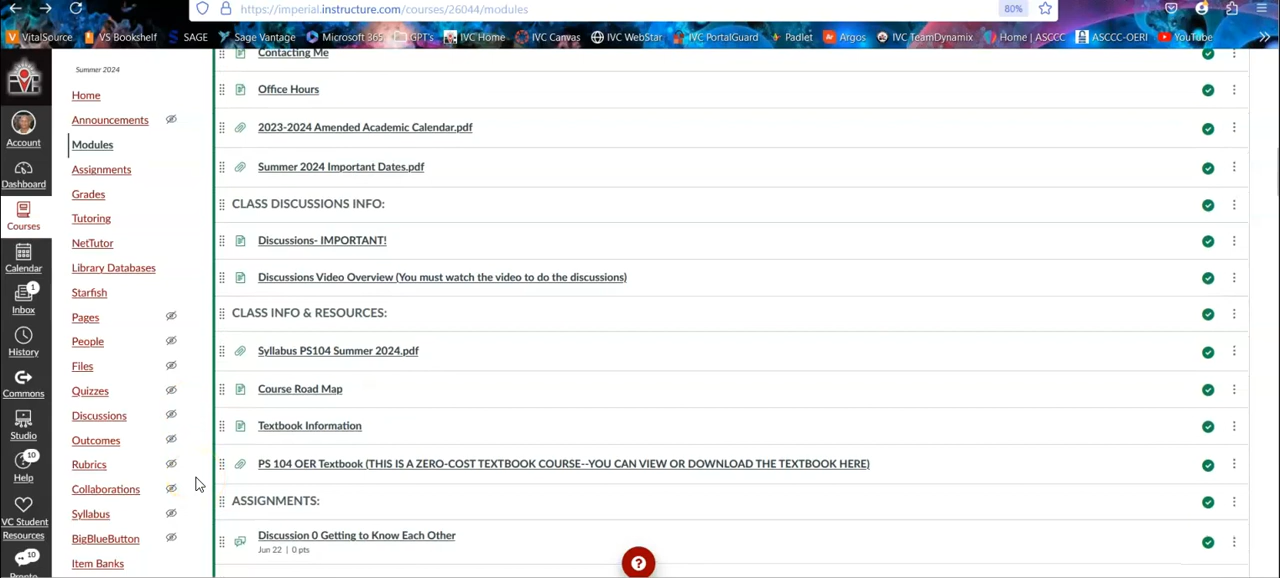 https://imperial.instructure.com/courses/26044/modules
80%
VitalSource
VS Bookshelf
SAGE
Sage Vantage
Microsoft 365
GPT's
IVC Home
IVC Canvas
IVC WebStar
IVC PortalGuard
Padlet
Argos
IVC TeamDynamix
Home | ASCCC
ASCCC-OERI
YouTube
Account
Dashboard
Courses
Calendar
1
Inbox
History
Commons
Studio
10
Help
VC Student
Resources
10
Pronto
Summer 2024
Home
Announcements
Modules
Assignments
Grades
Tutoring
NetTutor
Library Databases
Starfish
Pages
People
Files
Quizzes
Discussions
Outcomes
Rubrics
Collaborations
Syllabus
BigBlueButton
Item Banks
Contacting Me
Office Hours
2023-2024 Amended Academic Calendar.pdf
Summer 2024 Important Dates.pdf
CLASS DISCUSSIONS INFO:
Discussions- IMPORTANT!
Discussions Video Overview (You must watch the video to do the discussions)
CLASS INFO & RESOURCES:
Syllabus PS104 Summer 2024.pdf
Course Road Map
Textbook Information
PS 104 OER Textbook (THIS IS A ZERO-COST TEXTBOOK COURSE--YOU CAN VIEW OR DOWNLOAD THE TEXTBOOK HERE)
ASSIGNMENTS:
Discussion 0 Getting to Know Each Other
Jun 22 | 0 pts
?